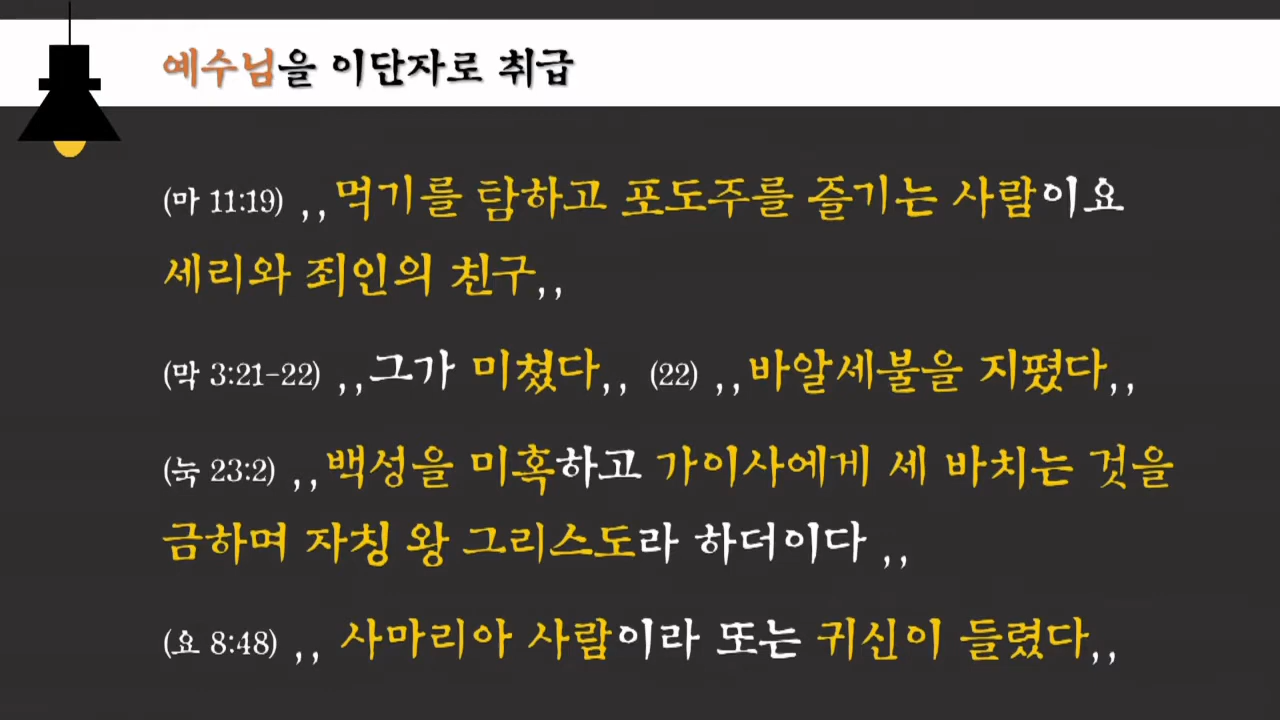 예수님을 이단자로 취급
(마 11:19) ,,먹기를 탐하고 포도주를 즐기는 사람이요
세리와 죄인의 친구,,
(막 3:21-22) ,,그가 미쳤다,, (22) ,,바알세불을 지폈다,,
(눅 23:2) ,,백성을 미혹하고 가이사에게 세 바치는 것을
금하며 자칭 왕 그리스도라 하더이다 ,,
(요 8:48) ,, 사마리아 사람이라 또는 귀신이 들렸다,,